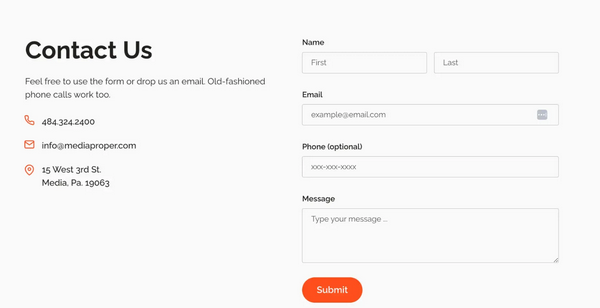 Contact Us
Feel free to use the form or drop us an email. Old-fashioned
phone calls work too.
484.324.2400
info@mediaproper.com
15 West 3rd St.
Media, Pa. 19063
Name
First
Last
Email
example@email.com
Phone (optional)
xxx-xxx-xxxx
Message
Type your message ...
Submit